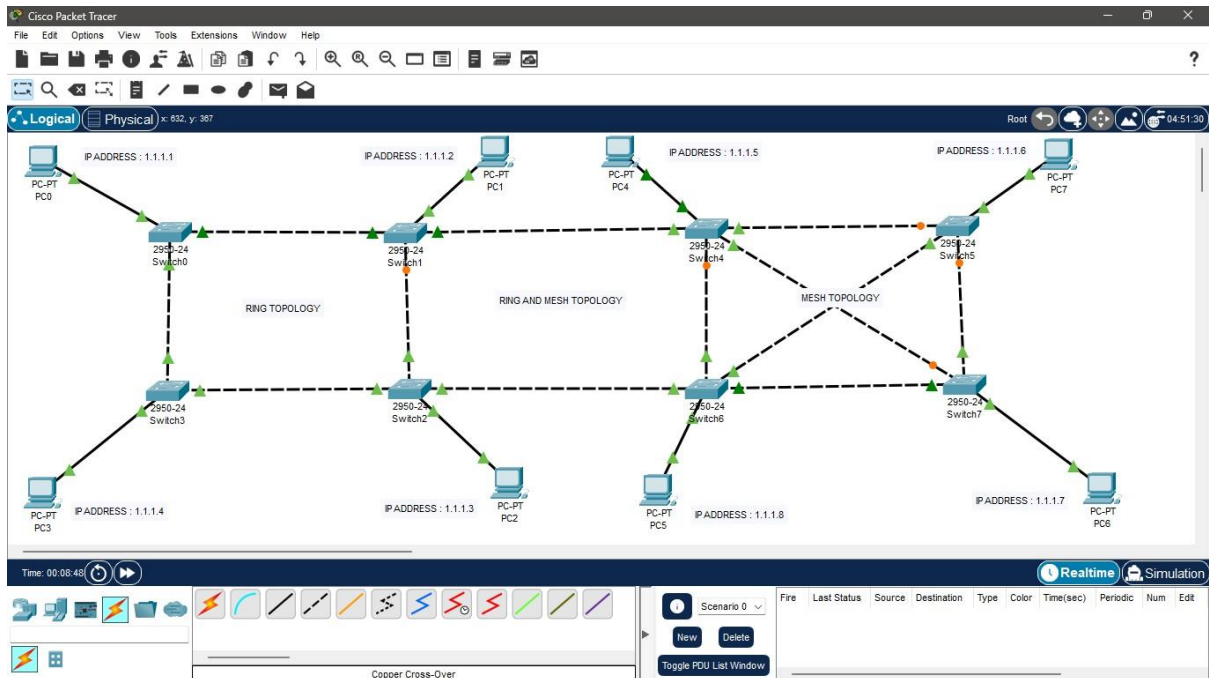 Cisco Packet Tracer
File Edit Options View Tools Extensions Window Help
?
Logical Physical x: 632, y: 367 Root 04:51:30
IP ADDRESS : 1.1.1.1
IP ADDRESS : 1.1.1.2
IP ADDRESS : 1.1.1.5
IP ADDRESS : 1.1.1.6
PC-PT
PC0
PC-PT
PC1
PC-PT
PC4
PC-PT
PC7
2950-24
Switch0
2950-24
Switch1
2950-24
Switch4
2950-24
Switch5
RING TOPOLOGY
RING AND MESH TOPOLOGY
MESH TOPOLOGY
2950-24
Switch3
2950-24
Switch2
2950-24
Switch6
2950-24
Switch7
PC-PT
PC3
IP ADDRESS : 1.1.1.4
IP ADDRESS : 1.1.1.3
PC-PT
PC2
PC-PT
PC5
IP ADDRESS : 1.1.1.8
IP ADDRESS : 1.1.1.7
PC-PT
PC6
Time: 00:08:48 Realtime Simulation
Scenario 0
New Delete
Toggle PDU List Window
Fire Last Status Source Destination Type Color Time(sec) Periodic Num Edit
Copper Cross-Over